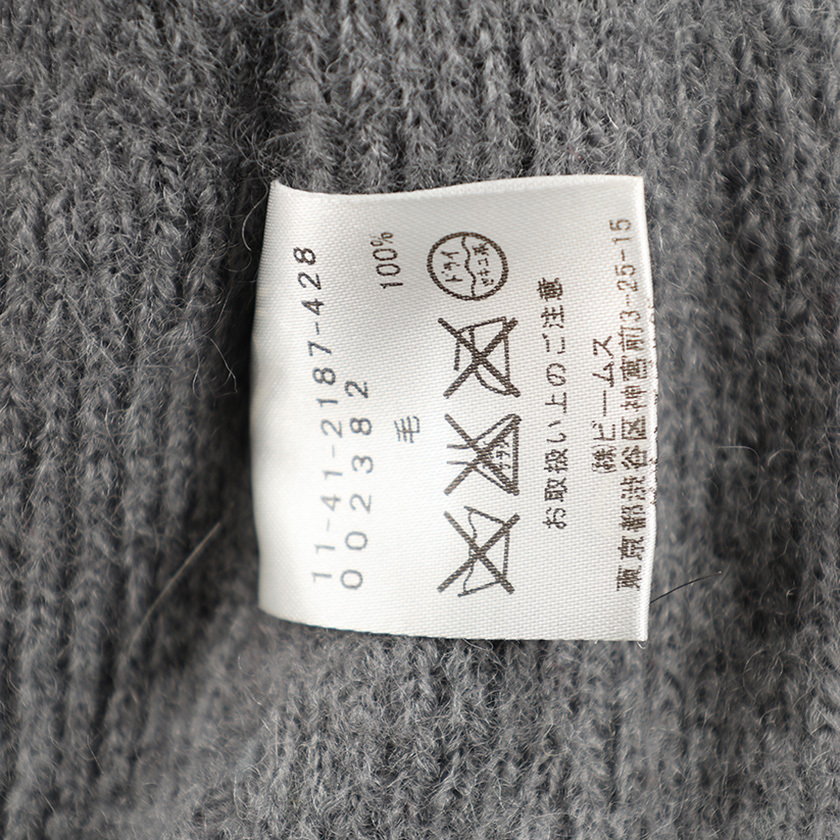 11-41-2187-428
002382
毛 100%
ドライ
セキユ系
お取扱い上のご注意
㈱ビームス
東京都渋谷区神宮前3-25-15